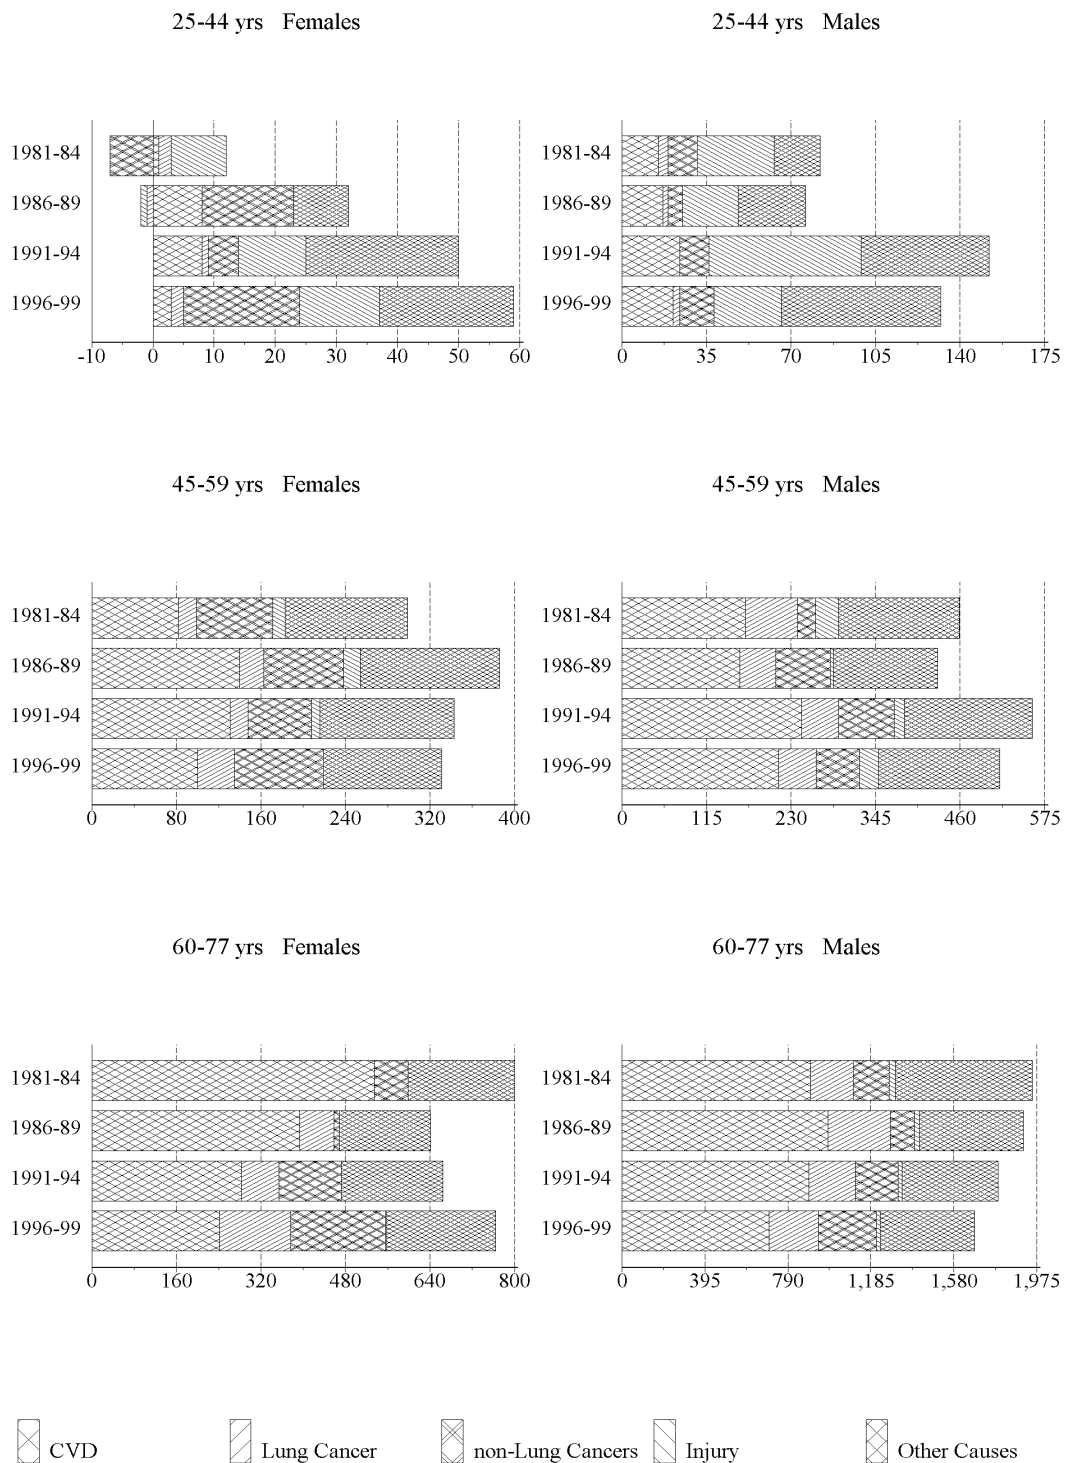 25-44 yrs Females
25-44 yrs Males
1981-84
1986-89
1991-94
1996-99
-10 0 10 20 30 40 50 60
1981-84
1986-89
1991-94
1996-99
0 35 70 105 140 175
45-59 yrs Females
45-59 yrs Males
1981-84
1986-89
1991-94
1996-99
0 80 160 240 320 400
1981-84
1986-89
1991-94
1996-99
0 115 230 345 460 575
60-77 yrs Females
60-77 yrs Males
1981-84
1986-89
1991-94
1996-99
0 160 320 480 640 800
1981-84
1986-89
1991-94
1996-99
0 395 790 1,185 1,580 1,975
CVD Lung Cancer non-Lung Cancers Injury Other Causes